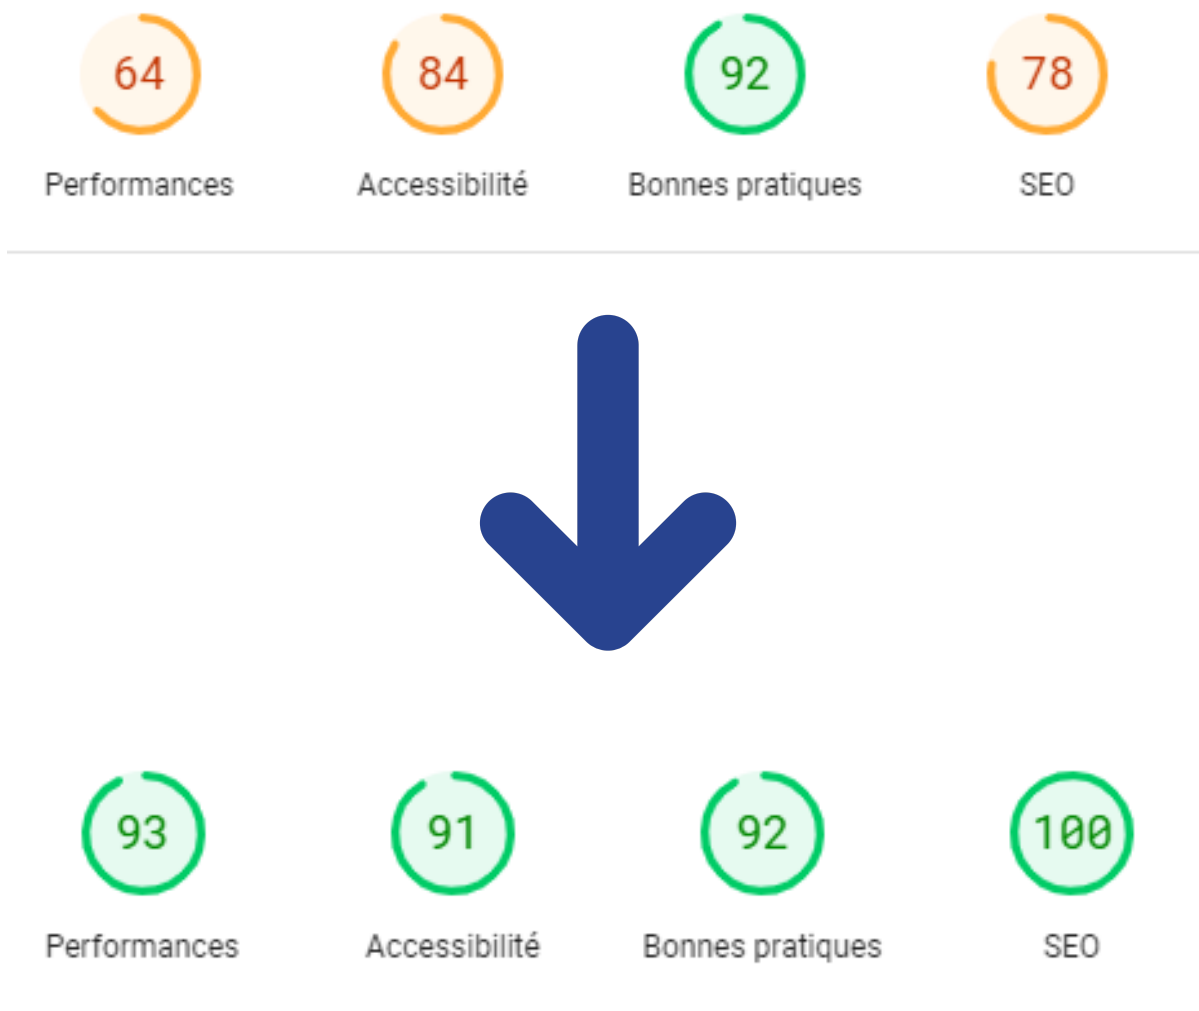 64 84 92 78
Performances Accessibilité Bonnes pratiques SEO
93 91 92 100
Performances Accessibilité Bonnes pratiques SEO